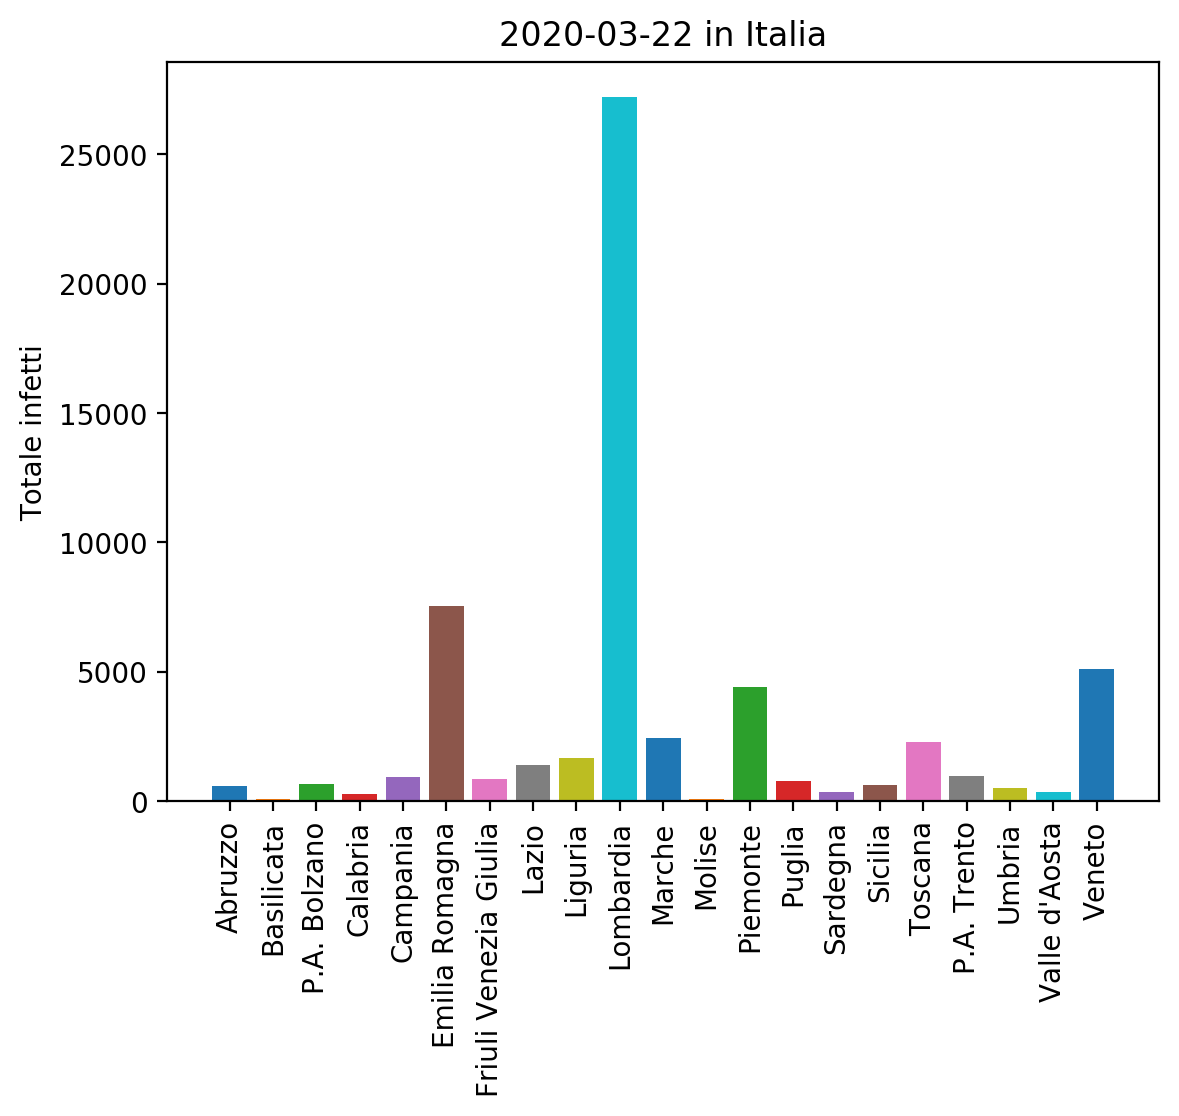 2020-03-22 in Italia
Totale infetti
25000
20000
15000
10000
5000
0
Abruzzo
Basilicata
P.A. Bolzano
Calabria
Campania
Emilia Romagna
Friuli Venezia Giulia
Lazio
Liguria
Lombardia
Marche
Molise
Piemonte
Puglia
Sardegna
Sicilia
Toscana
P.A. Trento
Umbria
Valle d'Aosta
Veneto